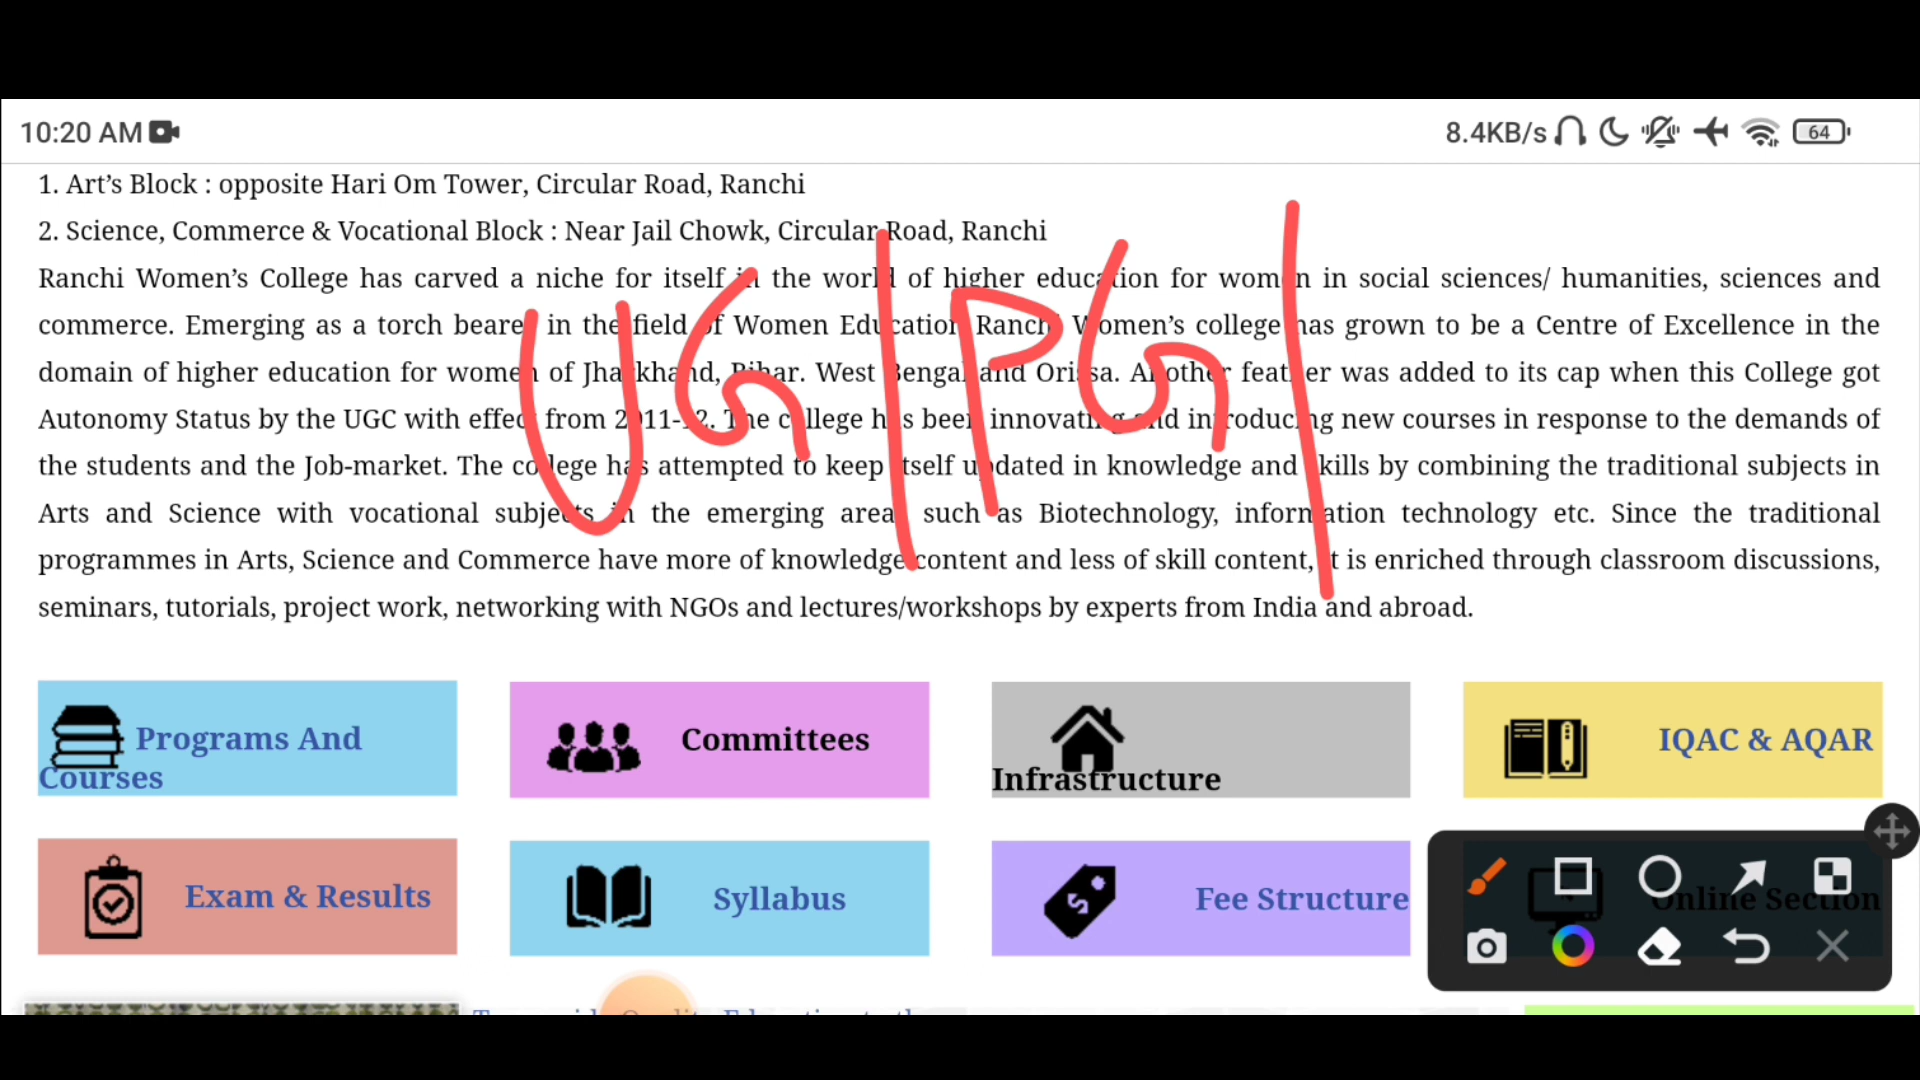 10:20 AM 8.4KB/s 64
1. Art’s Block : opposite Hari Om Tower, Circular Road, Ranchi
2. Science, Commerce & Vocational Block : Near Jail Chowk, Circular Road, Ranchi
Ranchi Women’s College has carved a niche for itself in the world of higher education for women in social sciences/ humanities, sciences and
commerce. Emerging as a torch bearer in the field of Women Education Ranchi Women’s college has grown to be a Centre of Excellence in the
domain of higher education for women of Jharkhand, Bihar. West Bengal and Orissa. Another feather was added to its cap when this College got
Autonomy Status by the UGC with effect from 2011-12. The college has been innovating and introducing new courses in response to the demands of
the students and the Job-market. The college has attempted to keep itself updated in knowledge and skills by combining the traditional subjects in
Arts and Science with vocational subjects in the emerging areas such as Biotechnology, information technology etc. Since the traditional
programmes in Arts, Science and Commerce have more of knowledge content and less of skill content, it is enriched through classroom discussions,
seminars, tutorials, project work, networking with NGOs and lectures/workshops by experts from India and abroad.
UG|PG|
Programs And
Courses
Committees
Infrastructure
IQAC & AQAR
Exam & Results
Syllabus
Fee Structure
Online Section